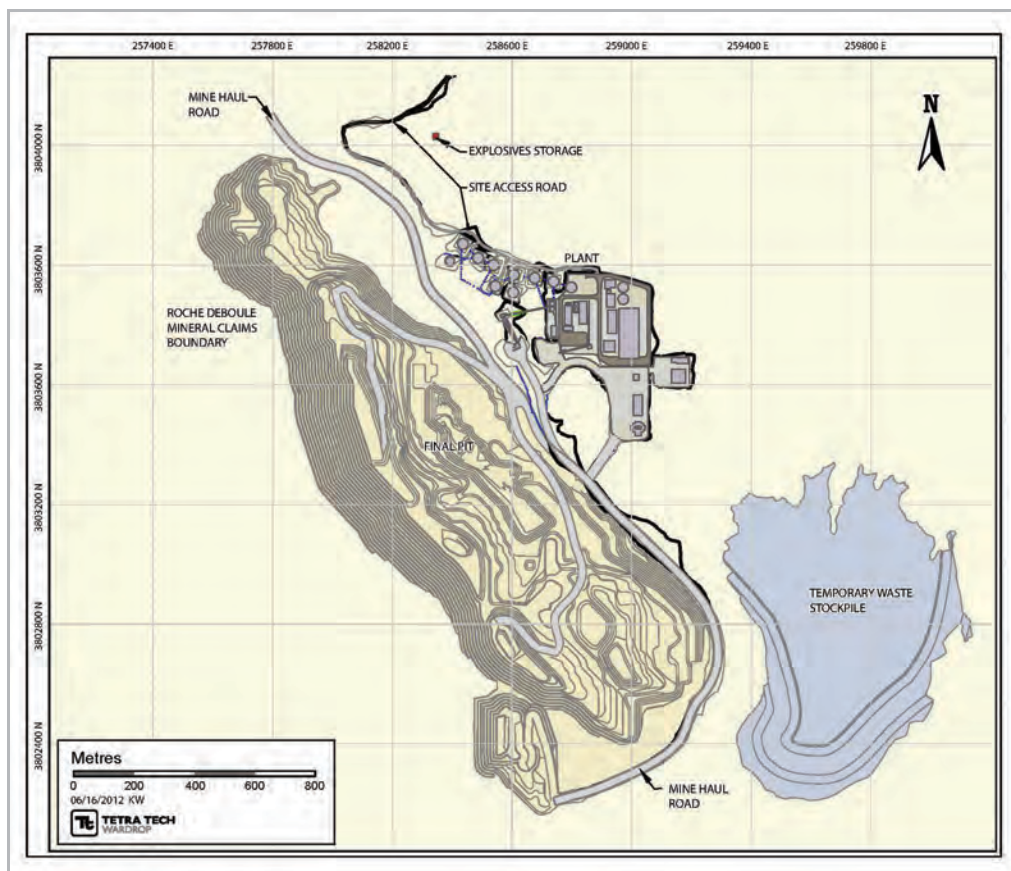 257400 E
257800 E
258200 E
258600 E
259000 E
259400 E
259800 E
MINE HAUL
ROAD
N
3804000 N
EXPLOSIVES STORAGE
SITE ACCESS ROAD
3803600 N
PLANT
ROCHE DEBOULE
MINERAL CLAIMS
BOUNDARY
3803600 N
FINAL PIT
3803200 N
TEMPORARY WASTE
STOCKPILE
3802800 N
3802400 N
Metres
0 200 400 600 800
06/16/2012 KW
Tt TETRA TECH
WARDROP
MINE HAUL
ROAD